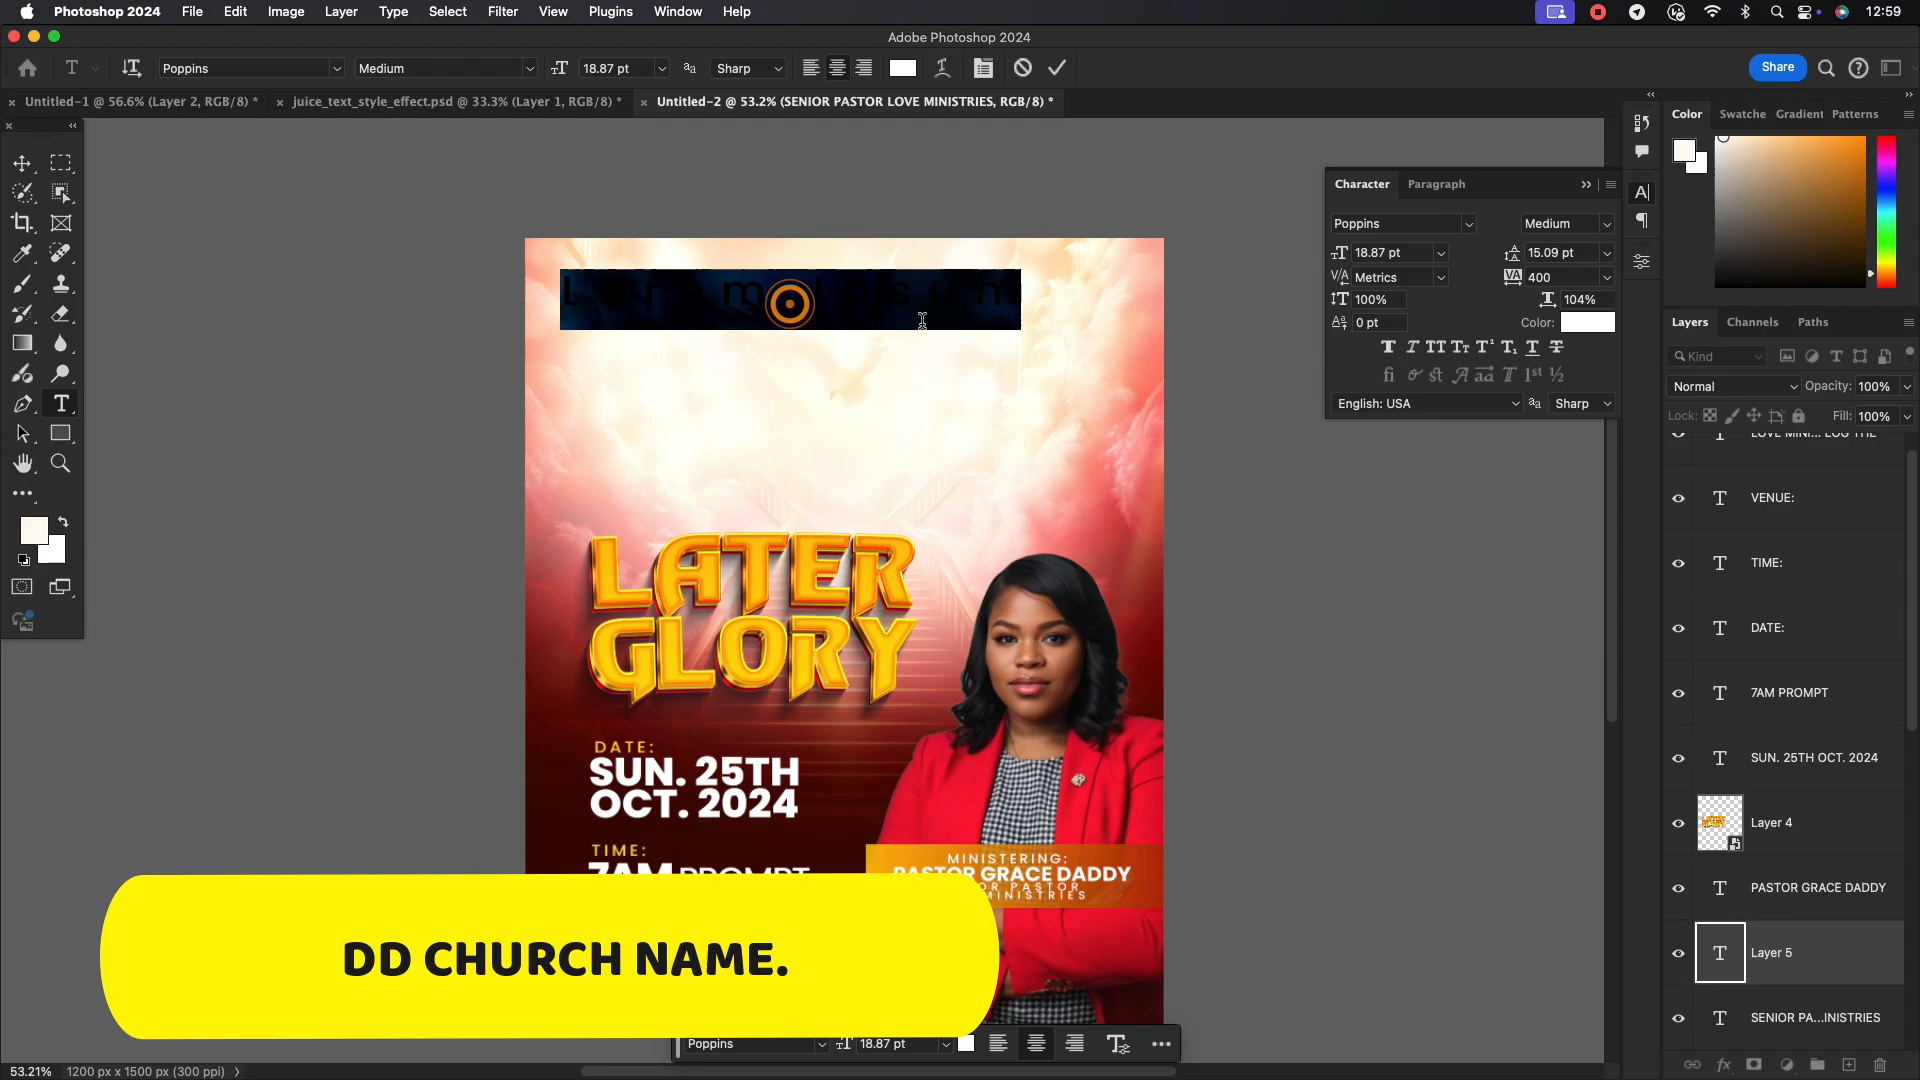 Photoshop 2024 File Edit Image Layer Type Select Filter View Plugins Window Help 12:59
Adobe Photoshop 2024
Poppins Medium 18.87 pt Sharp Share
Untitled-1 @ 56.6% (Layer 2, RGB/8) * juice_text_style_effect.psd @ 33.3% (Layer 1, RGB/8) * Untitled-2 @ 53.2% (SENIOR PASTOR LOVE MINISTRIES, RGB/8) *
Color Swatche Gradient Patterns
Character Paragraph
Poppins Medium
18.87 pt 15.09 pt
Metrics 400
100% 104%
0 pt Color:
English: USA Sharp
Layers Channels Paths
Kind
Normal Opacity: 100%
Lock: Fill: 100%
VENUE:
TIME:
DATE:
7AM PROMPT
SUN. 25TH OCT. 2024
Layer 4
PASTOR GRACE DADDY
Layer 5
SENIOR PA...INISTRIES
LATER
GLORY
DATE:
SUN. 25TH
OCT. 2024
TIME:
7AM PROMPT
MINISTERING:
PASTOR GRACE DADDY
PASTOR
MINISTRIES
DD CHURCH NAME.
Poppins 18.87 pt
53.21% 1200 px x 1500 px (300 ppi)